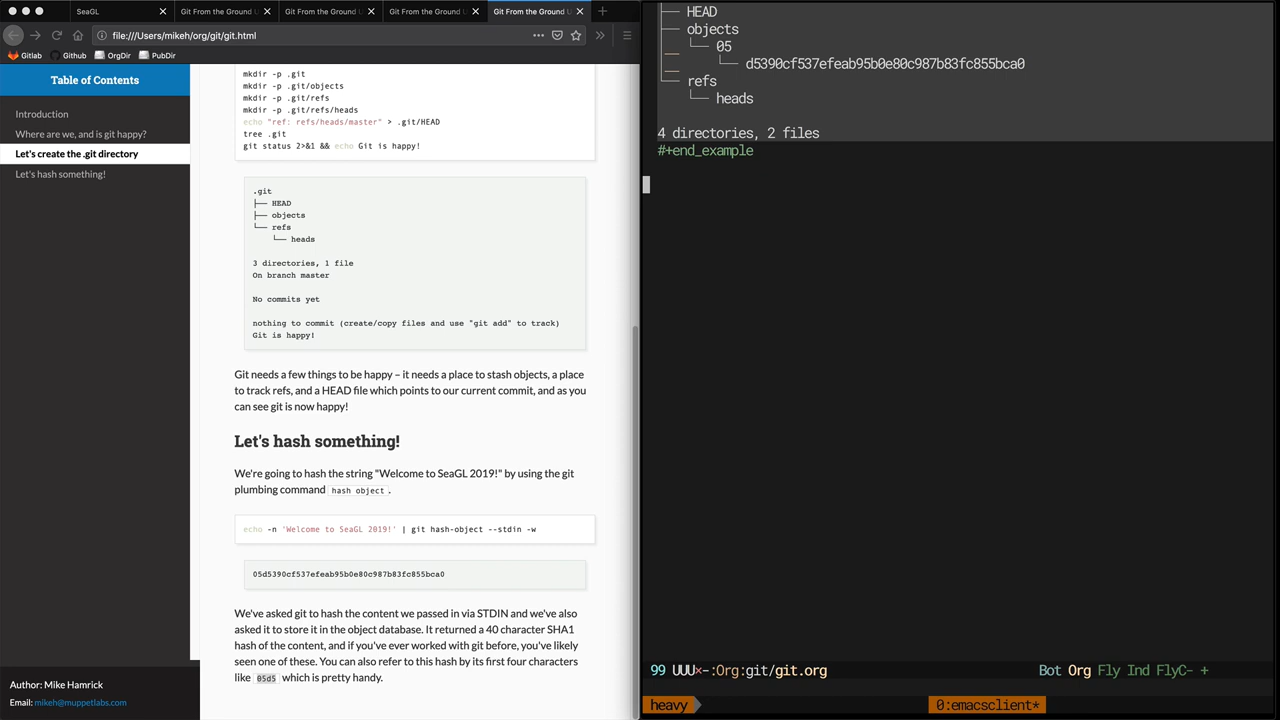 SeaGL
Git From the Ground U
Git From the Ground U
Git From the Ground U
Git From the Ground U
file:///Users/mikeh/org/git/git.html
Gitlab Github OrgDir PubDir
Table of Contents
Introduction
Where are we, and is git happy?
Let's create the .git directory
Let's hash something!
Author: Mike Hamrick
Email: mikeh@muppetlabs.com
mkdir -p .git
mkdir -p .git/objects
mkdir -p .git/refs
mkdir -p .git/refs/heads
echo "ref: refs/heads/master" > .git/HEAD
tree .git
git status 2>&1 && echo Git is happy!
.git
├── HEAD
├── objects
└── refs
    └── heads
3 directories, 1 file
On branch master
No commits yet
nothing to commit (create/copy files and use "git add" to track)
Git is happy!
Git needs a few things to be happy – it needs a place to stash objects, a place
to track refs, and a HEAD file which points to our current commit, and as you
can see git is now happy!
Let's hash something!
We're going to hash the string "Welcome to SeaGL 2019!" by using the git
plumbing command hash object.
echo -n 'Welcome to SeaGL 2019!' | git hash-object --stdin -w
05d5390cf537efeab95b0e80c987b83fc855bca0
We've asked git to hash the content we passed in via STDIN and we've also
asked it to store it in the object database. It returned a 40 character SHA1
hash of the content, and if you've ever worked with git before, you've likely
seen one of these. You can also refer to this hash by its first four characters
like 05d5 which is pretty handy.
├── HEAD
├── objects
│   └── 05
│       └── d5390cf537efeab95b0e80c987b83fc855bca0
└── refs
    └── heads
4 directories, 2 files
#+end_example
99 UUU×-:Org:git/git.org Bot Org Fly Ind FlyC- +
heavy 0:emacsclient*